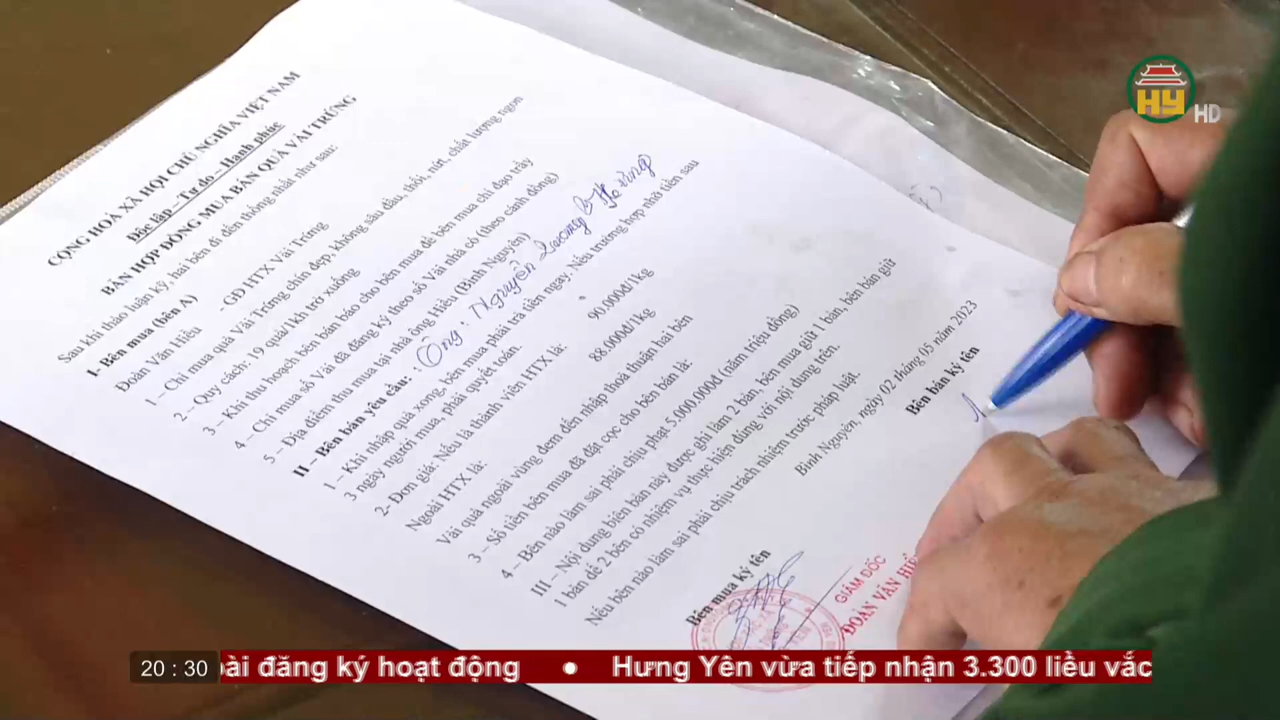 CỘNG HOÀ XÃ HỘI CHỦ NGHĨA VIỆT NAM
Độc lập – Tự do – Hạnh phúc
BẢN HỢP ĐỒNG MUA BÁN QUẢ VẢI TRỨNG
Sau khi thảo luận kỹ, hai bên đi đến thống nhất như sau:
I- Bên mua (bên A)
Đoàn Văn Hiếu - GĐ HTX Vải Trứng
1 – Chỉ mua quả Vải Trứng chín đẹp, không sâu đầu, thối, nứt, chất lượng ngon
2 – Quy cách: 19 quả/1kh trở xuống
3 – Khi thu hoạch bên bán báo cho bên mua để bên mua chỉ đạo trảy
4 – Chỉ mua số Vải đã đăng ký theo số Vải nhà có (theo cánh đồng)
5 – Địa điểm thu mua tại nhà ông Hiếu (Bình Nguyên)
II – Bên bán yêu cầu: : Ông: Nguyễn Lương
1 – Khi nhập quả xong, bên mua phải trả tiền ngay. Nếu trường hợp nhỡ tiền sau
3 ngày người mua, phải quyết toán.
2- Đơn giá: Nếu là thành viên HTX là: 90.000đ/1kg
Ngoài HTX là: 88.000đ/1kg
Vải quả ngoài vùng đem đến nhập thoả thuận hai bên
3 – Số tiền bên mua đã đặt cọc cho bên bán là:
4 – Bên nào làm sai phải chịu phạt 5.000.000đ (năm triệu đồng)
III – Nội dung biên bản này được ghi làm 2 bản, bên mua giữ 1 bản, bên bán giữ
1 bản để 2 bên có nhiệm vụ thực hiện đúng với nội dung trên.
Nếu bên nào làm sai phải chịu trách nhiệm trước pháp luật.
Bình Nguyên, ngày 02 tháng 05 năm 2023
Bên mua ký tên Bên bán ký tên
GIÁM ĐỐC
ĐOÀN VĂN HIẾ
HY HD
20 : 30 ài đăng ký hoạt động ● Hưng Yên vừa tiếp nhận 3.300 liều vắc